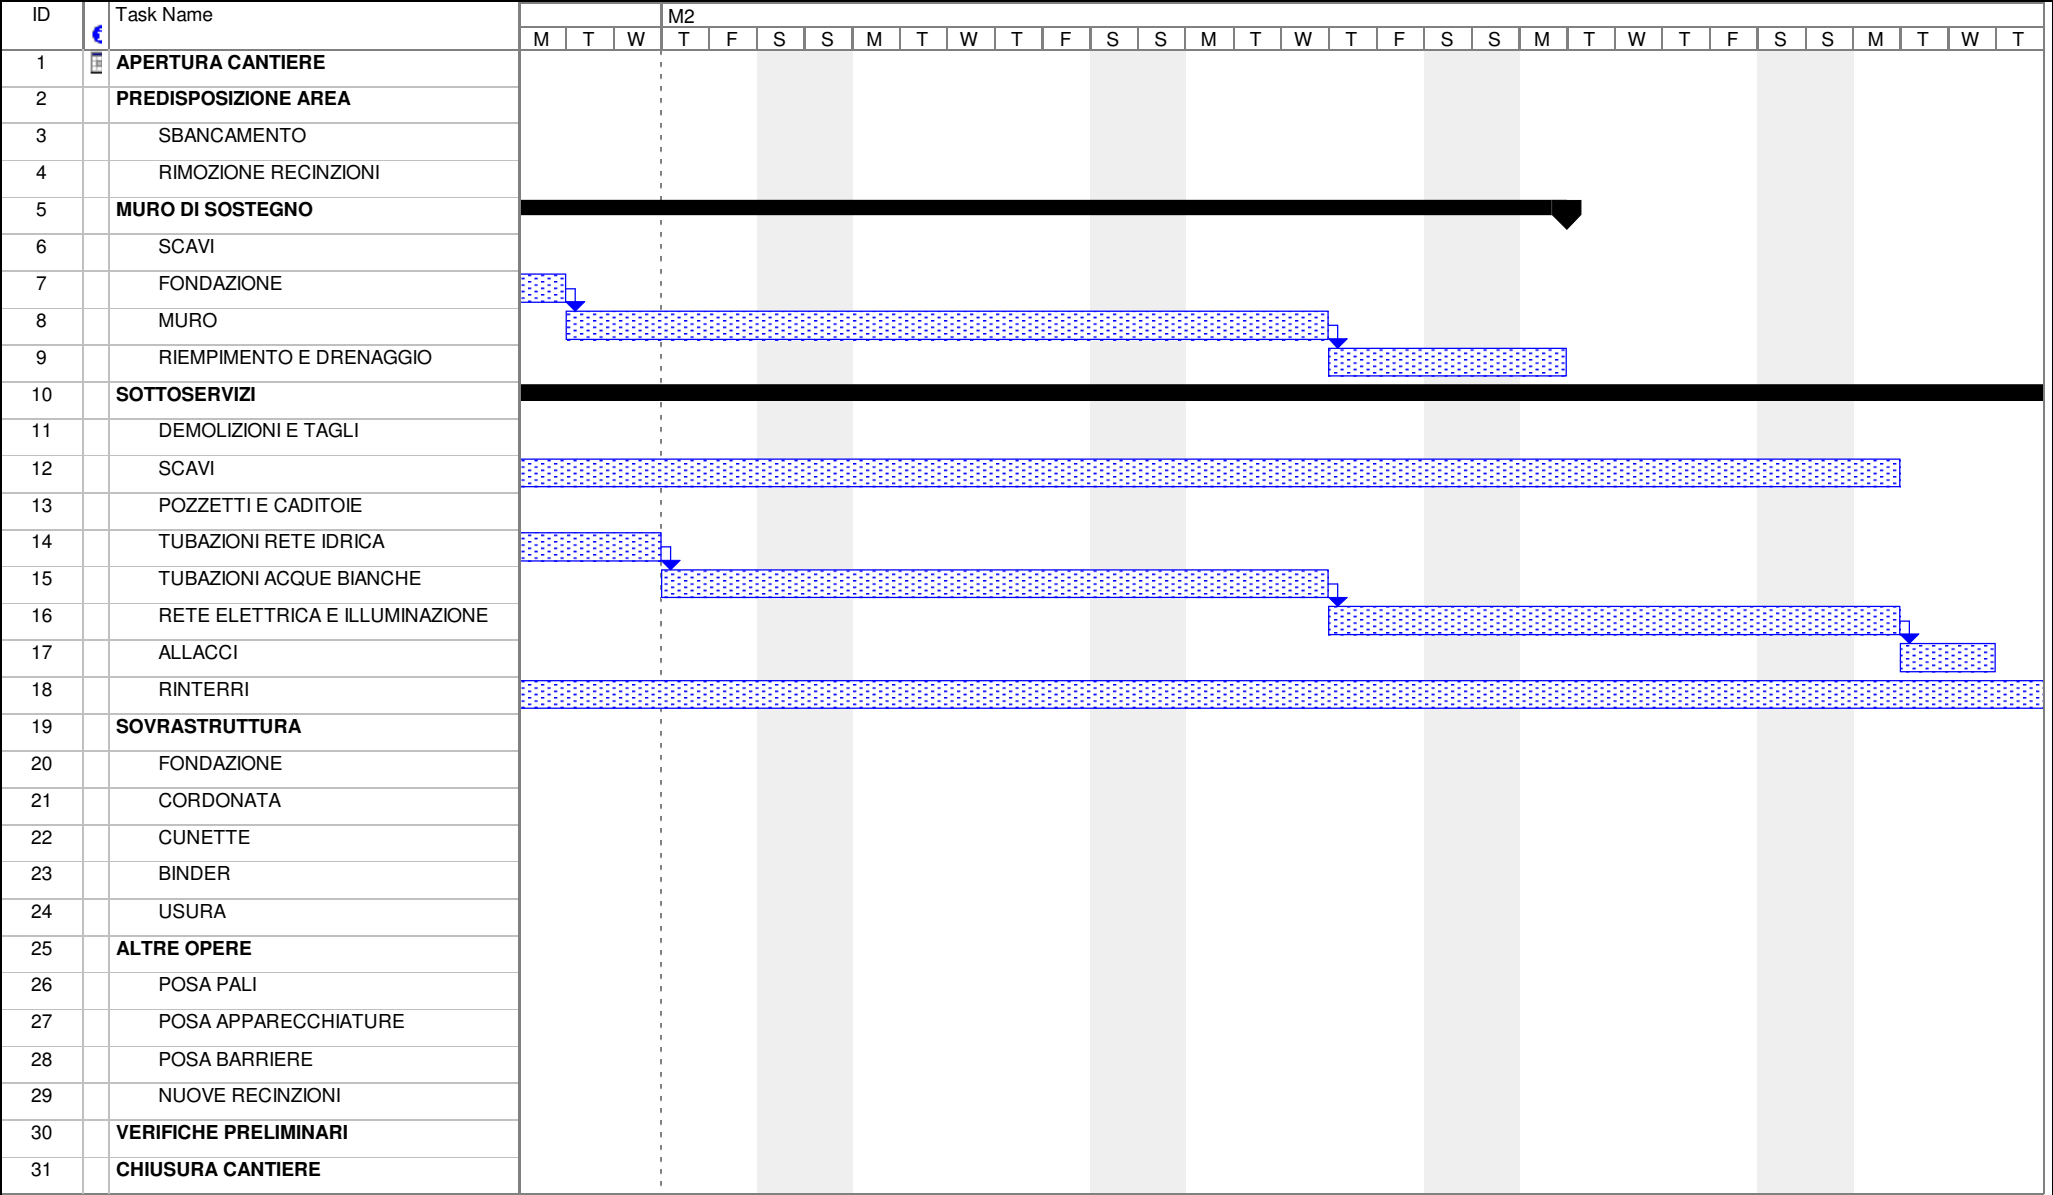 ID Task Name M2
M T W T F S S M T W T F S S M T W T F S S M T W T F S S M T W T
1 APERTURA CANTIERE
2 PREDISPOSIZIONE AREA
3 SBANCAMENTO
4 RIMOZIONE RECINZIONI
5 MURO DI SOSTEGNO
6 SCAVI
7 FONDAZIONE
8 MURO
9 RIEMPIMENTO E DRENAGGIO
10 SOTTOSERVIZI
11 DEMOLIZIONI E TAGLI
12 SCAVI
13 POZZETTI E CADITOIE
14 TUBAZIONI RETE IDRICA
15 TUBAZIONI ACQUE BIANCHE
16 RETE ELETTRICA E ILLUMINAZIONE
17 ALLACCI
18 RINTERRI
19 SOVRASTRUTTURA
20 FONDAZIONE
21 CORDONATA
22 CUNETTE
23 BINDER
24 USURA
25 ALTRE OPERE
26 POSA PALI
27 POSA APPARECCHIATURE
28 POSA BARRIERE
29 NUOVE RECINZIONI
30 VERIFICHE PRELIMINARI
31 CHIUSURA CANTIERE